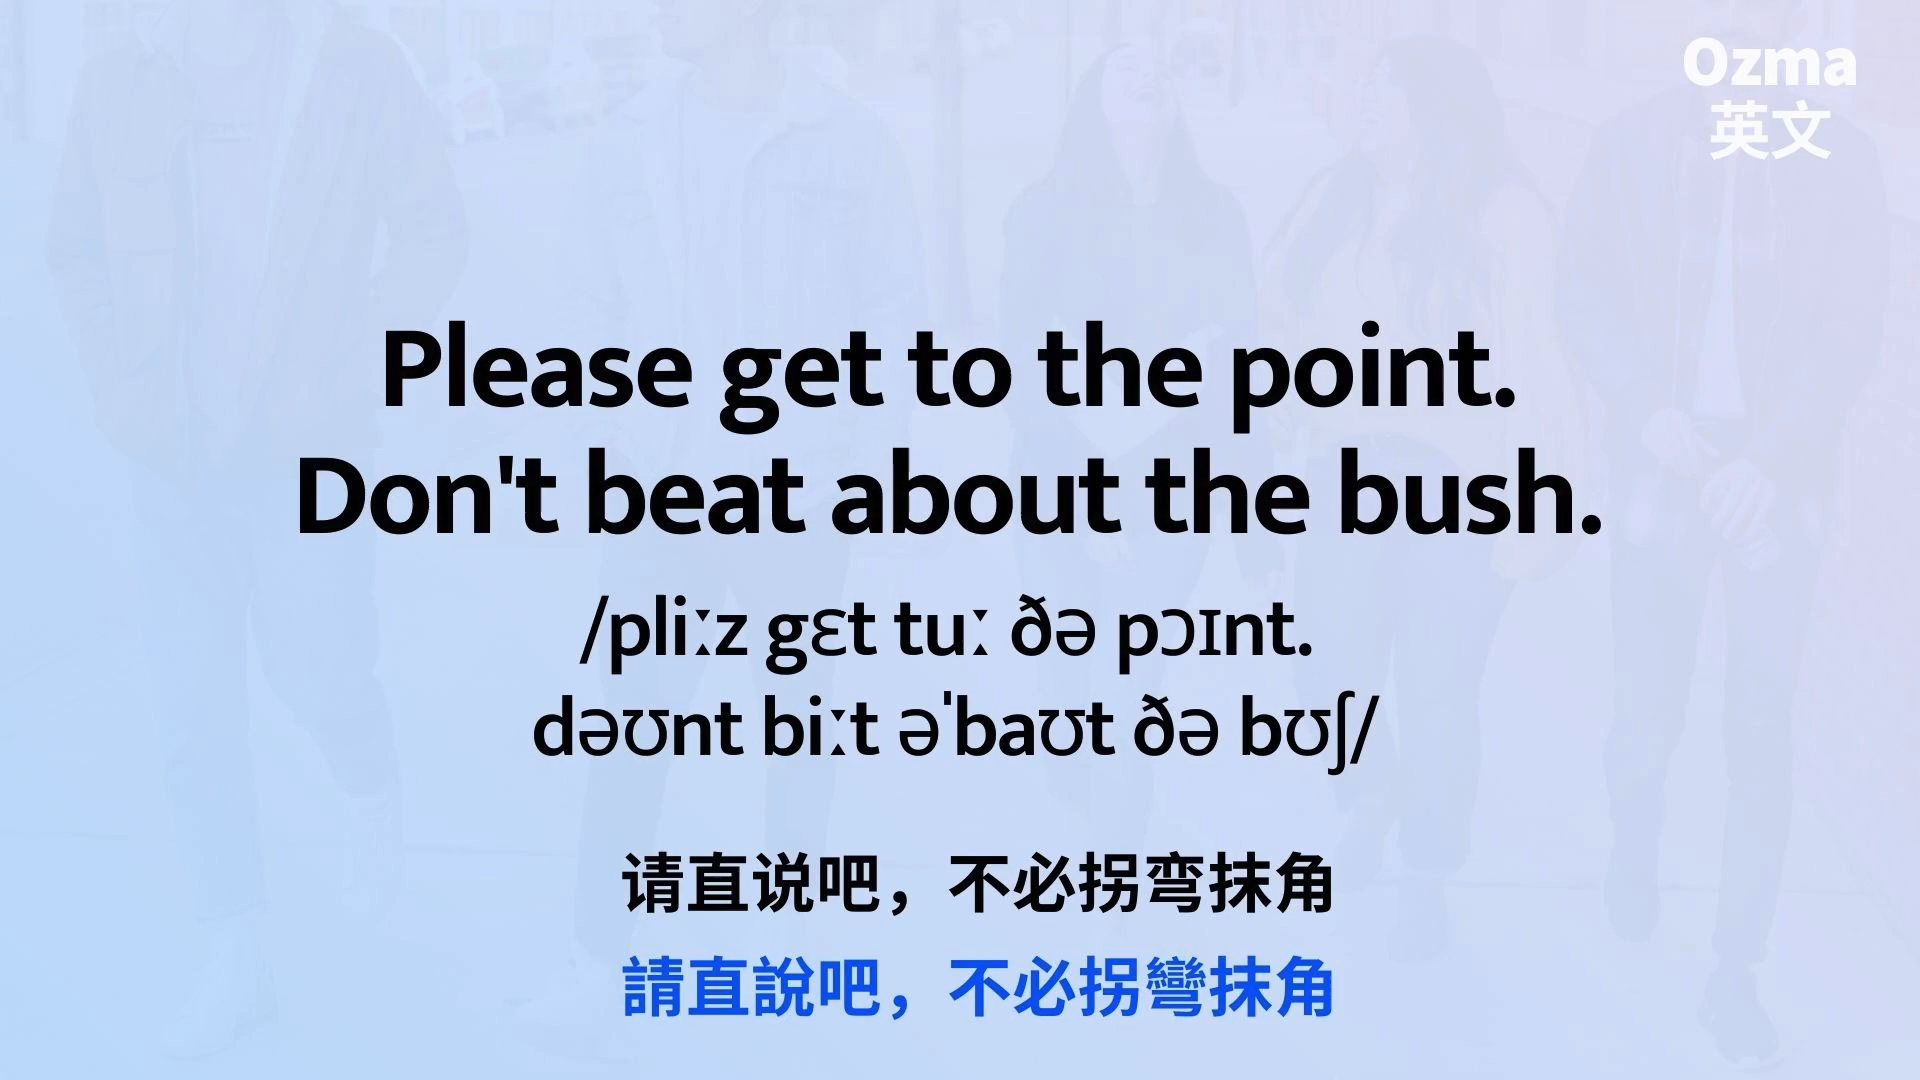 Ozma
英文
Please get to the point.
Don't beat about the bush.
/pliːz gɛt tuː ðə pɔɪnt.
dəʊnt biːt əˈbaʊt ðə bʊʃ/
请直说吧，不必拐弯抹角
請直說吧，不必拐彎抹角